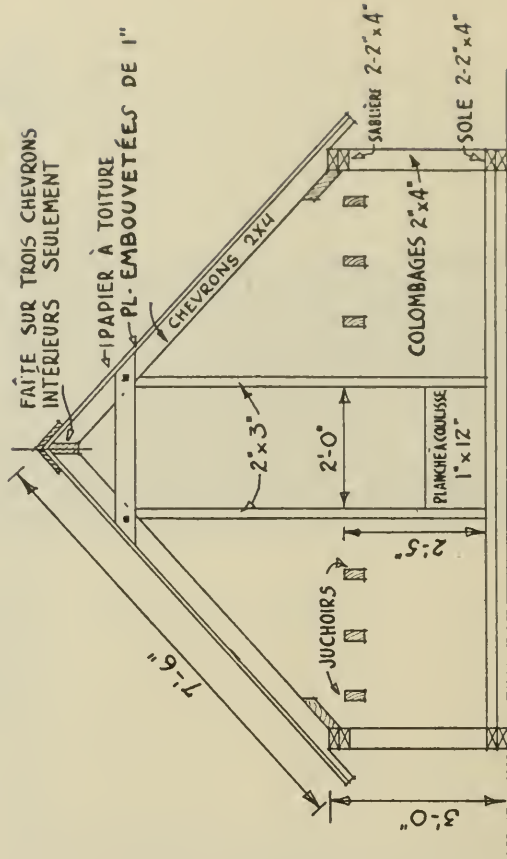 FAÎTE SUR TROIS CHEVRONS
INTERIEURS SEULEMENT
PAPIER À TOITURE
PL. EMBOUVETÉES DE 1"
CHEVRONS 2X4
7'-6"
SABLIÈRE 2-2"x4"
2"x3"
2'-0"
JUCHOIRS
COLOMBAGES 2"x4"
2'-5"
PLANCHE À COULISSE
1"x12"
3'-0"
SOLE 2-2"x4"